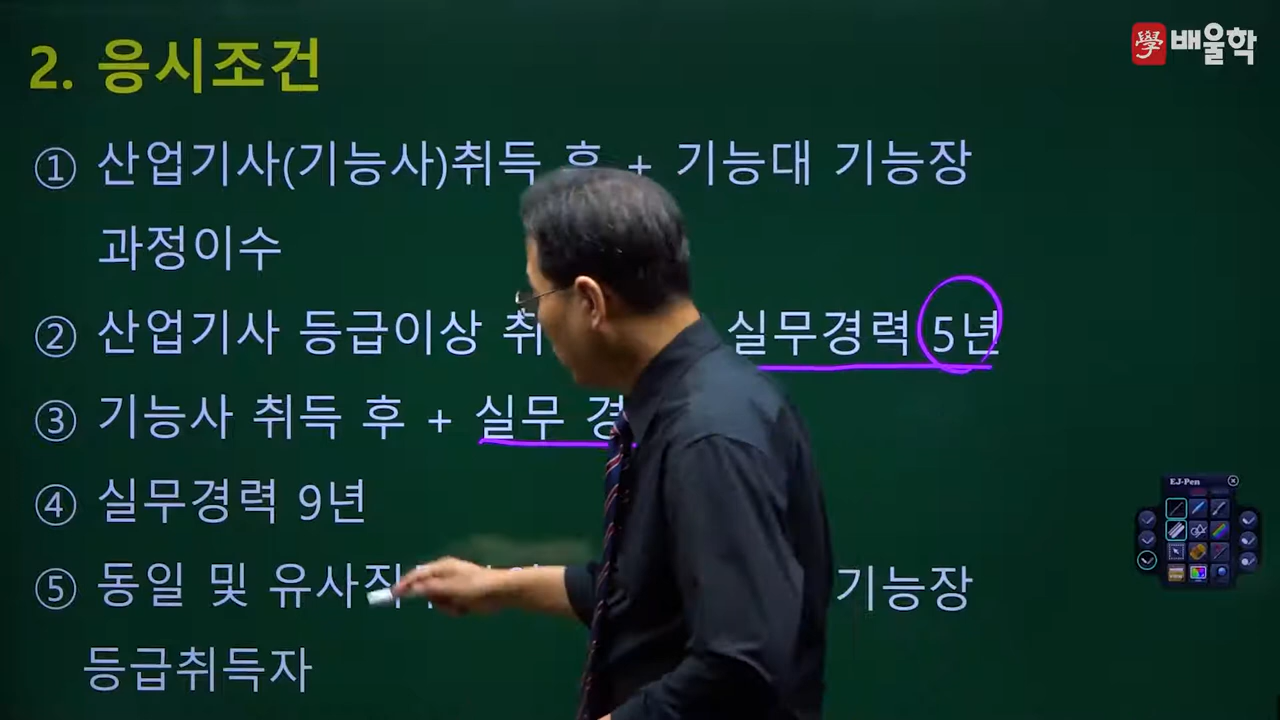 學 배울학
2. 응시조건
① 산업기사(기능사)취득 후 + 기능대 기능장
과정이수
② 산업기사 등급이상 취 실무경력 5년
③ 기능사 취득 후 + 실무 경
④ 실무경력 9년
⑤ 동일 및 유사직 기능장
등급취득자
EJ-Pen